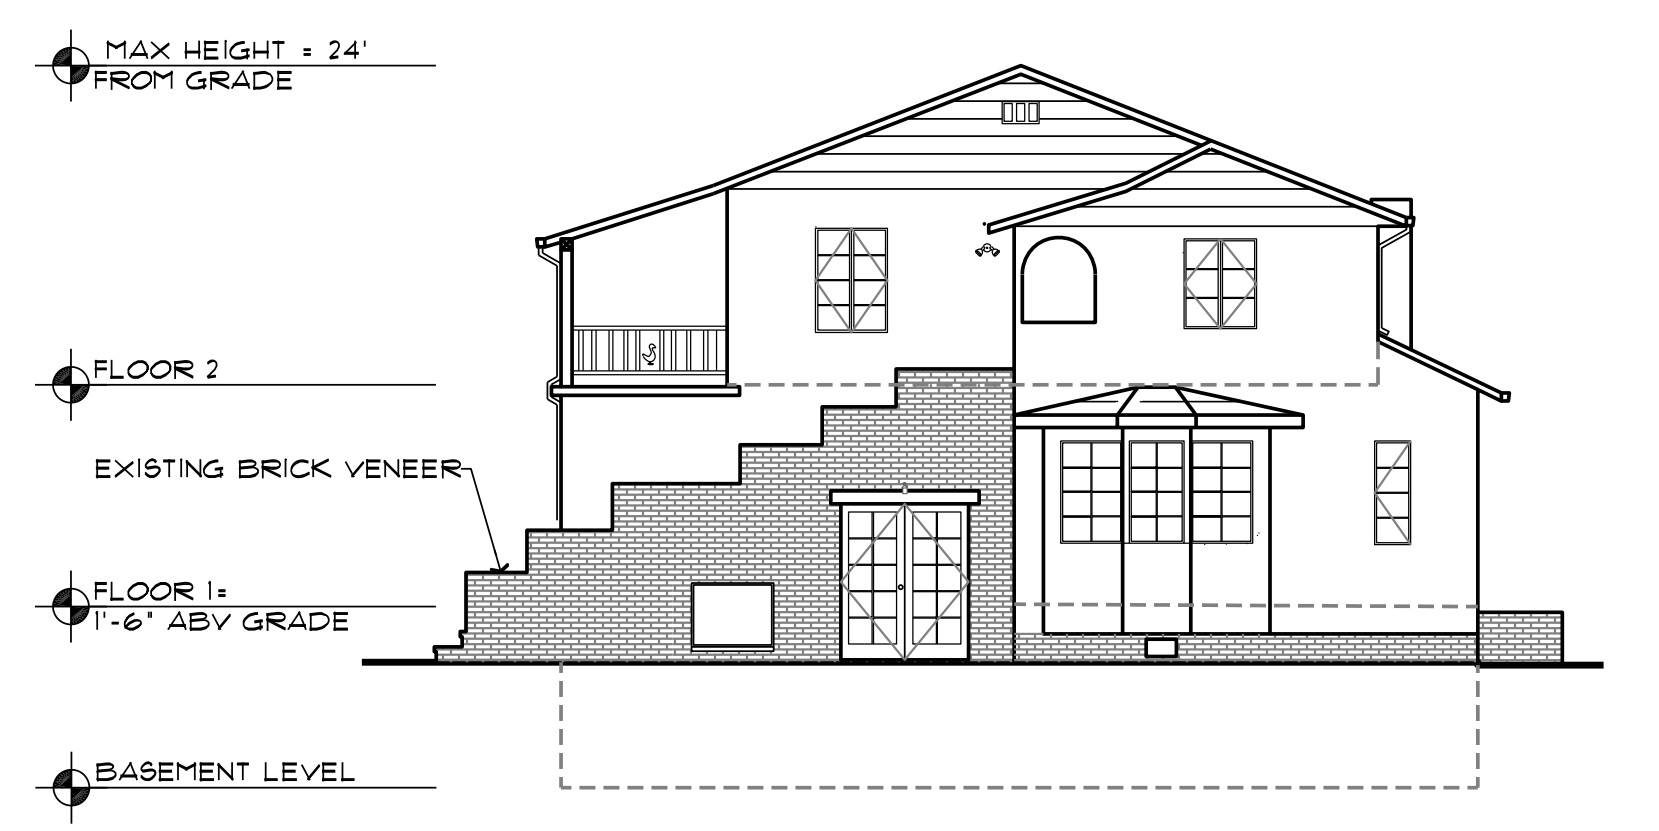 MAX HEIGHT = 24'
FROM GRADE
FLOOR 2
EXISTING BRICK VENEER
FLOOR 1=
1'-6" ABV GRADE
BASEMENT LEVEL